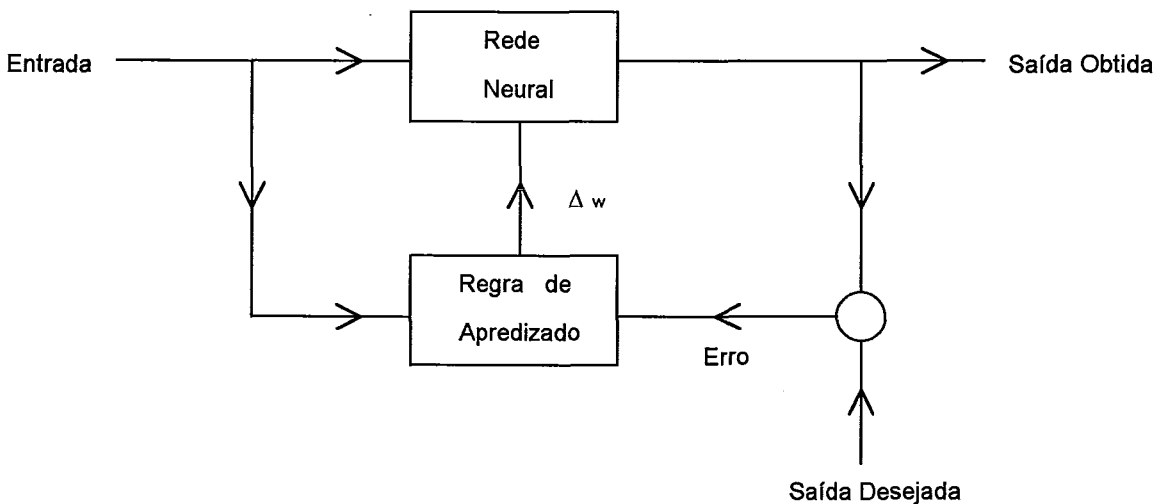 Entrada
Rede
Neural
Saída Obtida
Δ w
Regra de
Apredizado
Erro
Saída Desejada